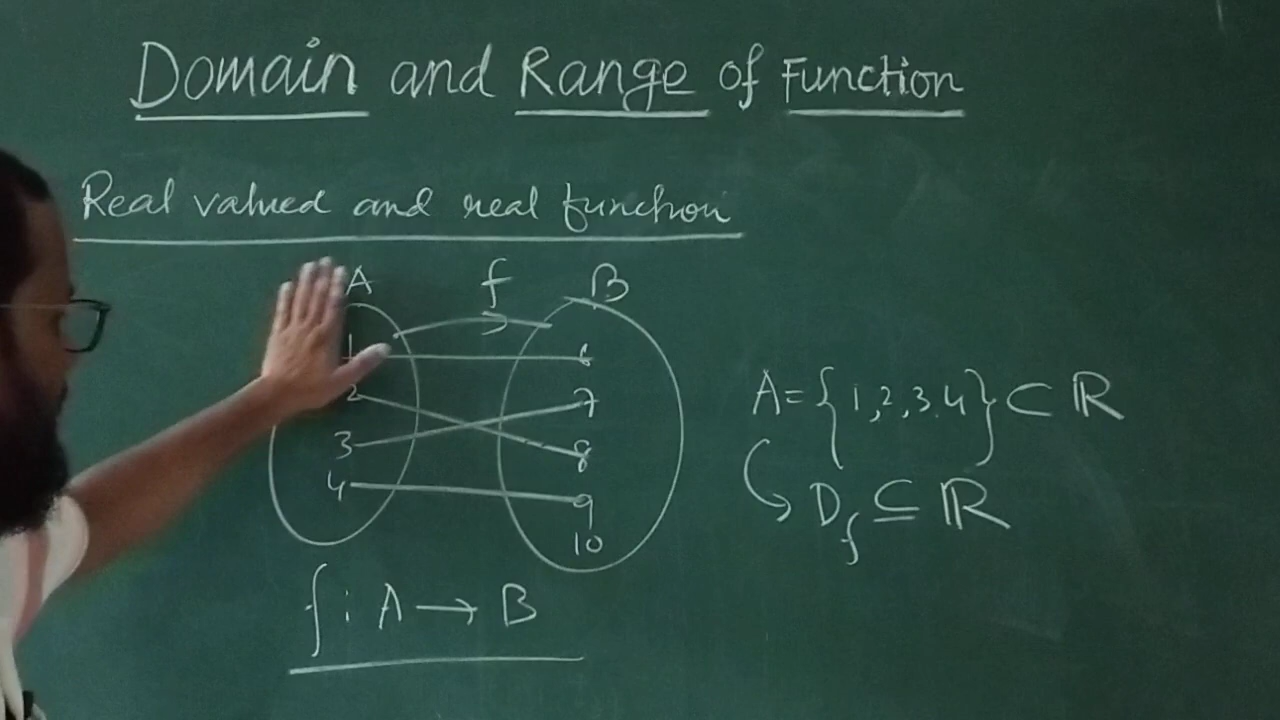 Domain and Range of Function
Real valued and real function
A f B
1 6
2 7
3 8
4 9
10
A = {1,2,3.4} ⊂ ℝ
D_f ⊆ ℝ
f : A → B